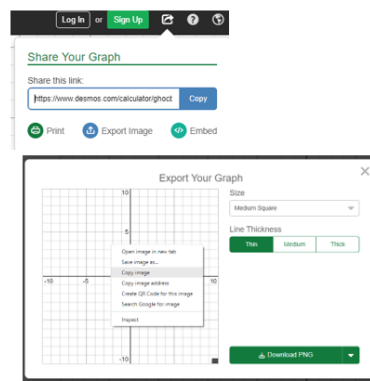 Log In or Sign Up
Share Your Graph
Share this link:
https://www.desmos.com/calculator/ghoct Copy
Print Export Image Embed
Export Your Graph
Size
Medium Square
Line Thickness
Thin Medium Thick
10
5
Open image in new tab
Save image as...
Copy image
-10 -5 Copy image address 10
Create QR Code for this image
Search Google for image
Inspect
-10
Download PNG